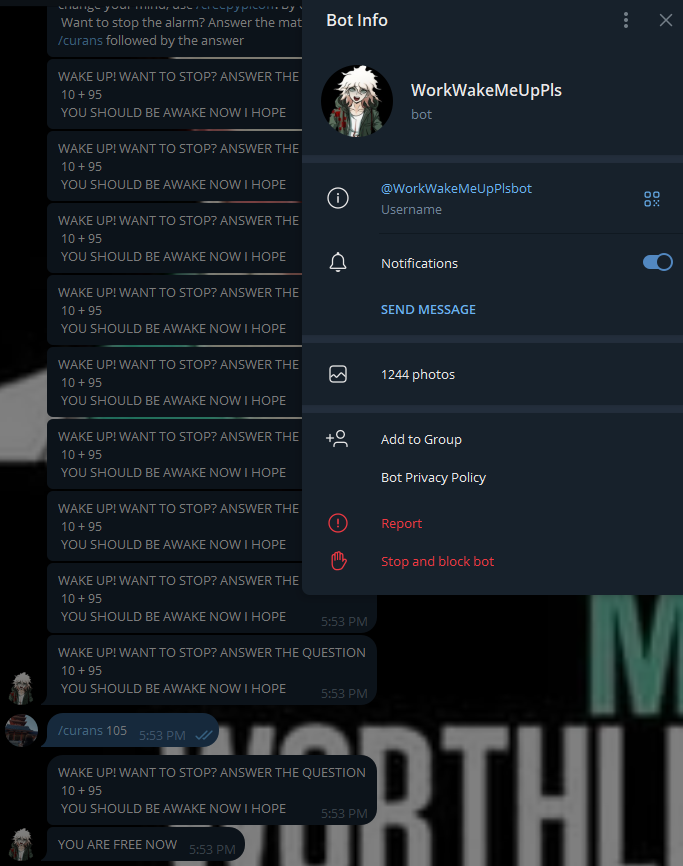 change your mind, use /creepypicoff. By
Want to stop the alarm? Answer the mat
/curans followed by the answer
WAKE UP! WANT TO STOP? ANSWER THE
10 + 95
YOU SHOULD BE AWAKE NOW I HOPE
WAKE UP! WANT TO STOP? ANSWER THE
10 + 95
YOU SHOULD BE AWAKE NOW I HOPE
WAKE UP! WANT TO STOP? ANSWER THE
10 + 95
YOU SHOULD BE AWAKE NOW I HOPE
WAKE UP! WANT TO STOP? ANSWER THE
10 + 95
YOU SHOULD BE AWAKE NOW I HOPE
WAKE UP! WANT TO STOP? ANSWER THE
10 + 95
YOU SHOULD BE AWAKE NOW I HOPE
WAKE UP! WANT TO STOP? ANSWER THE
10 + 95
YOU SHOULD BE AWAKE NOW I HOPE
WAKE UP! WANT TO STOP? ANSWER THE
10 + 95
YOU SHOULD BE AWAKE NOW I HOPE
WAKE UP! WANT TO STOP? ANSWER THE
10 + 95
YOU SHOULD BE AWAKE NOW I HOPE 5:53 PM
WAKE UP! WANT TO STOP? ANSWER THE QUESTION
10 + 95
YOU SHOULD BE AWAKE NOW I HOPE 5:53 PM
/curans 105 5:53 PM
WAKE UP! WANT TO STOP? ANSWER THE QUESTION
10 + 95
YOU SHOULD BE AWAKE NOW I HOPE 5:53 PM
YOU ARE FREE NOW 5:53 PM
Bot Info
WorkWakeMeUpPls
bot
@WorkWakeMeUpPlsbot
Username
Notifications
SEND MESSAGE
1244 photos
Add to Group
Bot Privacy Policy
Report
Stop and block bot
M
WORTHL